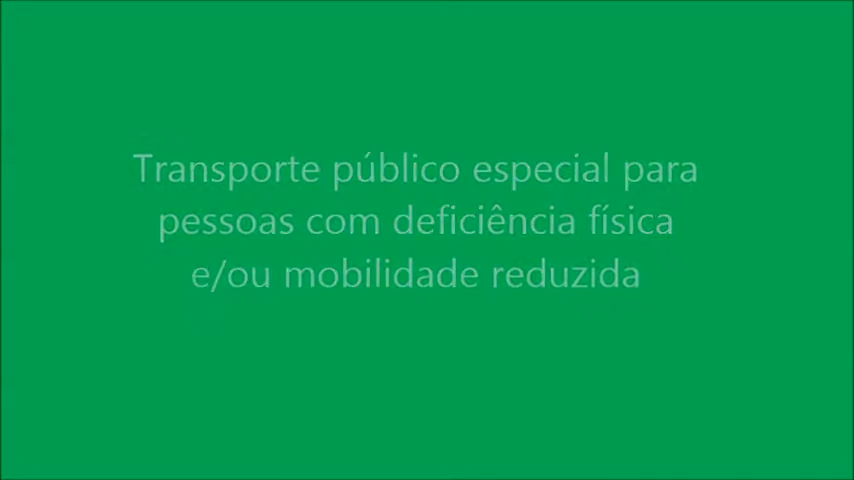 Transporte público especial para
pessoas com deficiência física
e/ou mobilidade reduzida